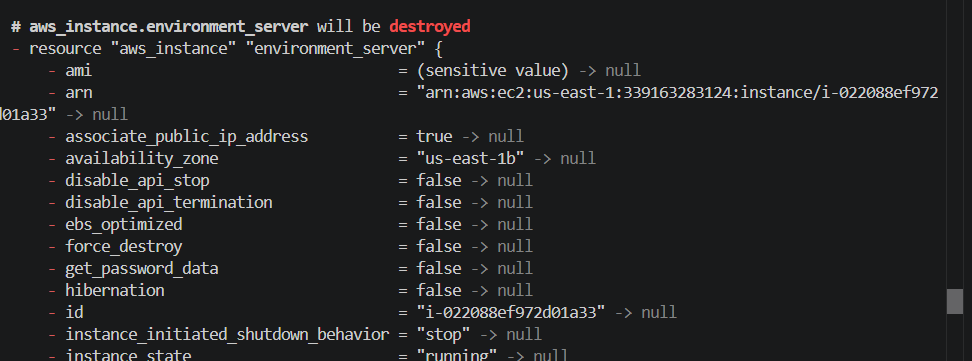 # aws_instance.environment_server will be destroyed
- resource "aws_instance" "environment_server" {
- ami = (sensitive value) -> null
- arn = "arn:aws:ec2:us-east-1:339163283124:instance/i-022088ef972
d01a33" -> null
- associate_public_ip_address = true -> null
- availability_zone = "us-east-1b" -> null
- disable_api_stop = false -> null
- disable_api_termination = false -> null
- ebs_optimized = false -> null
- force_destroy = false -> null
- get_password_data = false -> null
- hibernation = false -> null
- id = "i-022088ef972d01a33" -> null
- instance_initiated_shutdown_behavior = "stop" -> null
- instance_state = "running" -> null